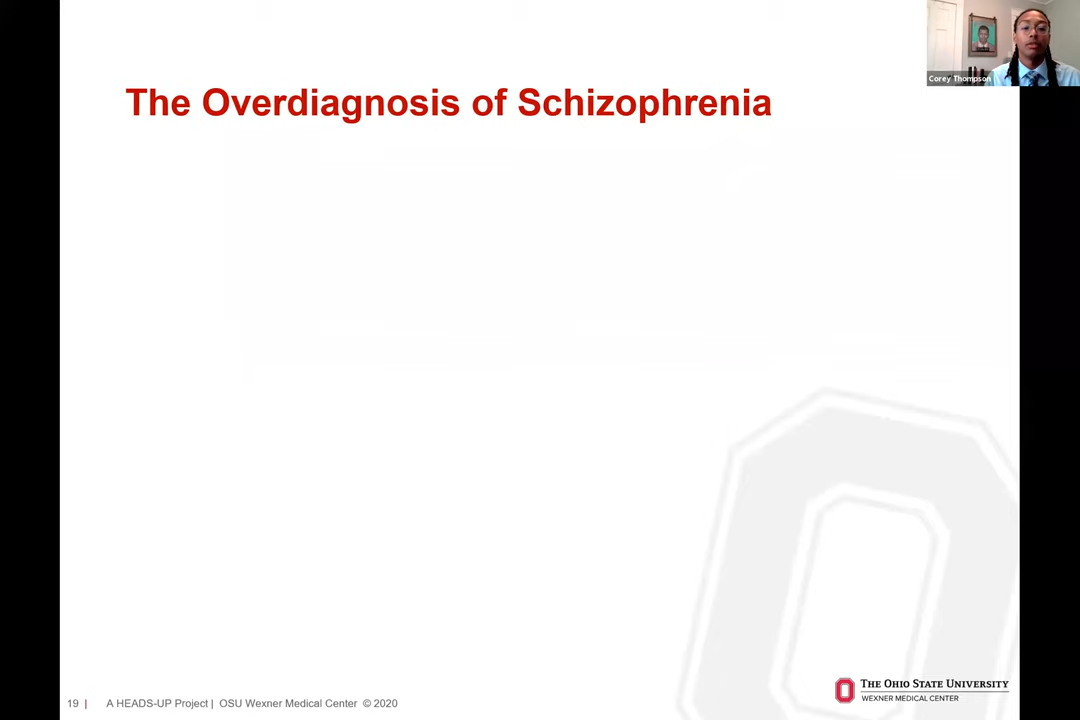 Corey Thompson
The Overdiagnosis of Schizophrenia
19 | A HEADS-UP Project | OSU Wexner Medical Center © 2020
THE OHIO STATE UNIVERSITY
WEXNER MEDICAL CENTER